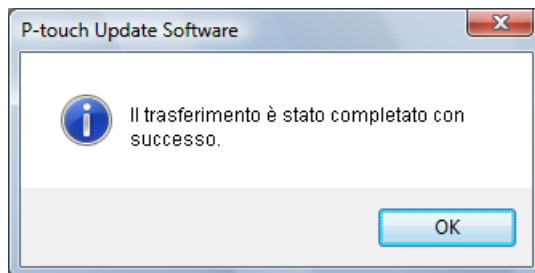 P-touch Update Software
Il trasferimento è stato completato con
successo.
OK